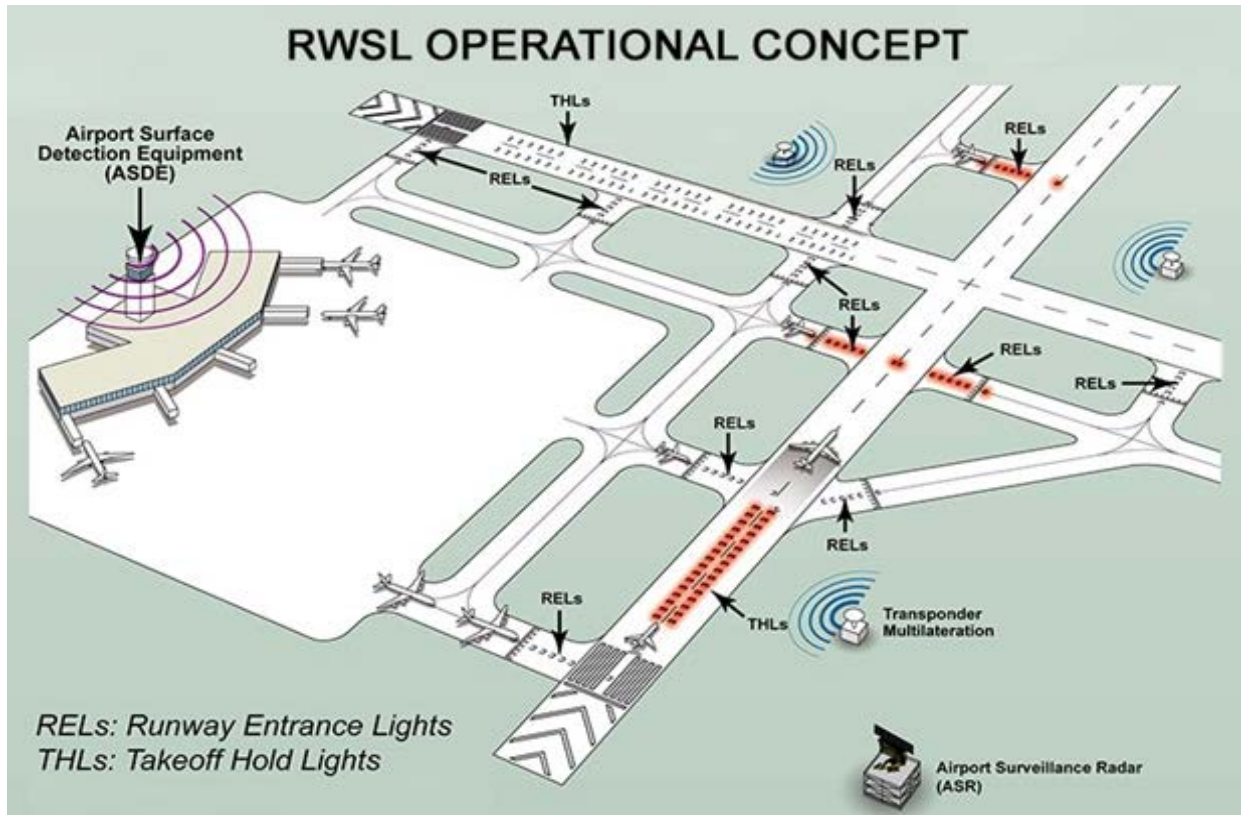 RWSL OPERATIONAL CONCEPT
THLs
Airport Surface
Detection Equipment
(ASDE)
RELs
RELs
RELs
RELs
RELs
RELs
RELs
RELs
RELs
THLs
Transponder
Multilateration
RELs
RELs: Runway Entrance Lights
THLs: Takeoff Hold Lights
Airport Surveillance Radar
(ASR)